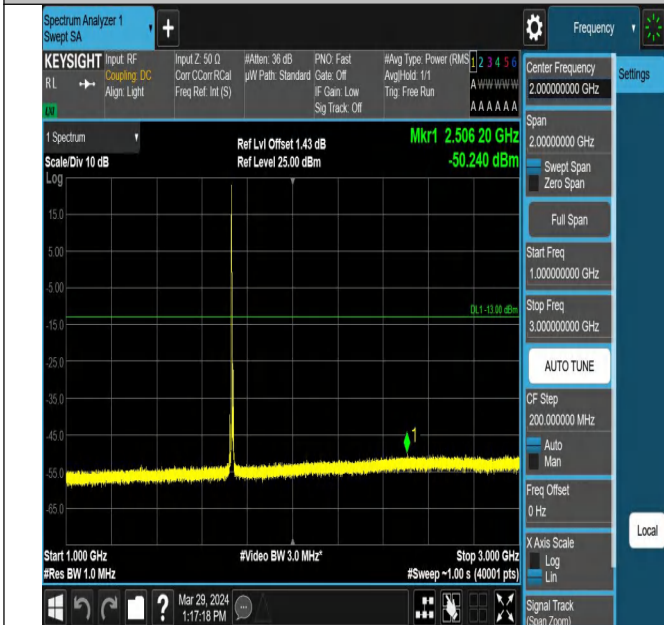 Spectrum Analyzer 1
Swept SA
+
Frequency
KEYSIGHT
RL
LXI
Input: RF
Coupling: DC
Align: Light
Input Z: 50 Ω
Corr CCorr RCal
Freq Ref: Int (S)
#Atten: 36 dB
µW Path: Standard
PNO: Fast
Gate: Off
IF Gain: Low
Sig Track: Off
#Avg Type: Power (RMS
Avg|Hold: 1/1
Trig: Free Run
1 2 3 4 5 6
A W W W W W
A A A A A A
1 Spectrum
Scale/Div 10 dB
Ref Lvl Offset 1.43 dB
Ref Level 25.00 dBm
Mkr1 2.506 20 GHz
-50.240 dBm
Log
15.0
5.00
-5.00
DL1 -13.00 dBm
-15.0
-25.0
-35.0
-45.0
1
-55.0
-65.0
Start 1.000 GHz
#Res BW 1.0 MHz
#Video BW 3.0 MHz*
Stop 3.000 GHz
#Sweep ~1.00 s (40001 pts)
?
Mar 29, 2024
1:17:18 PM
Center Frequency
2.00000000 GHz
Settings
Span
2.00000000 GHz
Swept Span
Zero Span
Full Span
Start Freq
1.000000000 GHz
Stop Freq
3.000000000 GHz
AUTO TUNE
CF Step
200.000000 MHz
Auto
Man
Freq Offset
0 Hz
X Axis Scale
Log
Lin
Local
Signal Track
(Span Zoom)